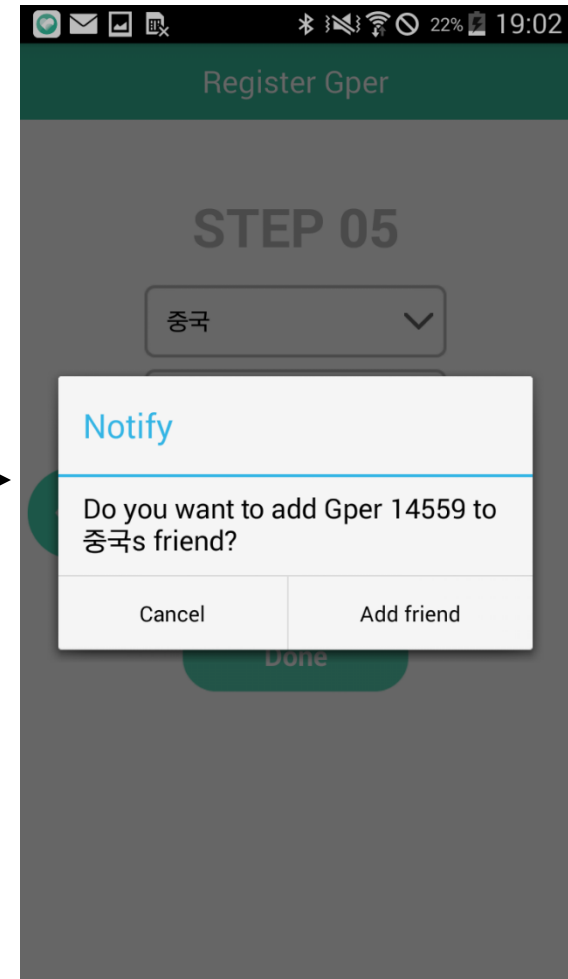 22% 19:02
Register Gper
STEP 05
중국
Notify
Do you want to add Gper 14559 to
중국s friend?
Cancel
Add friend
Done